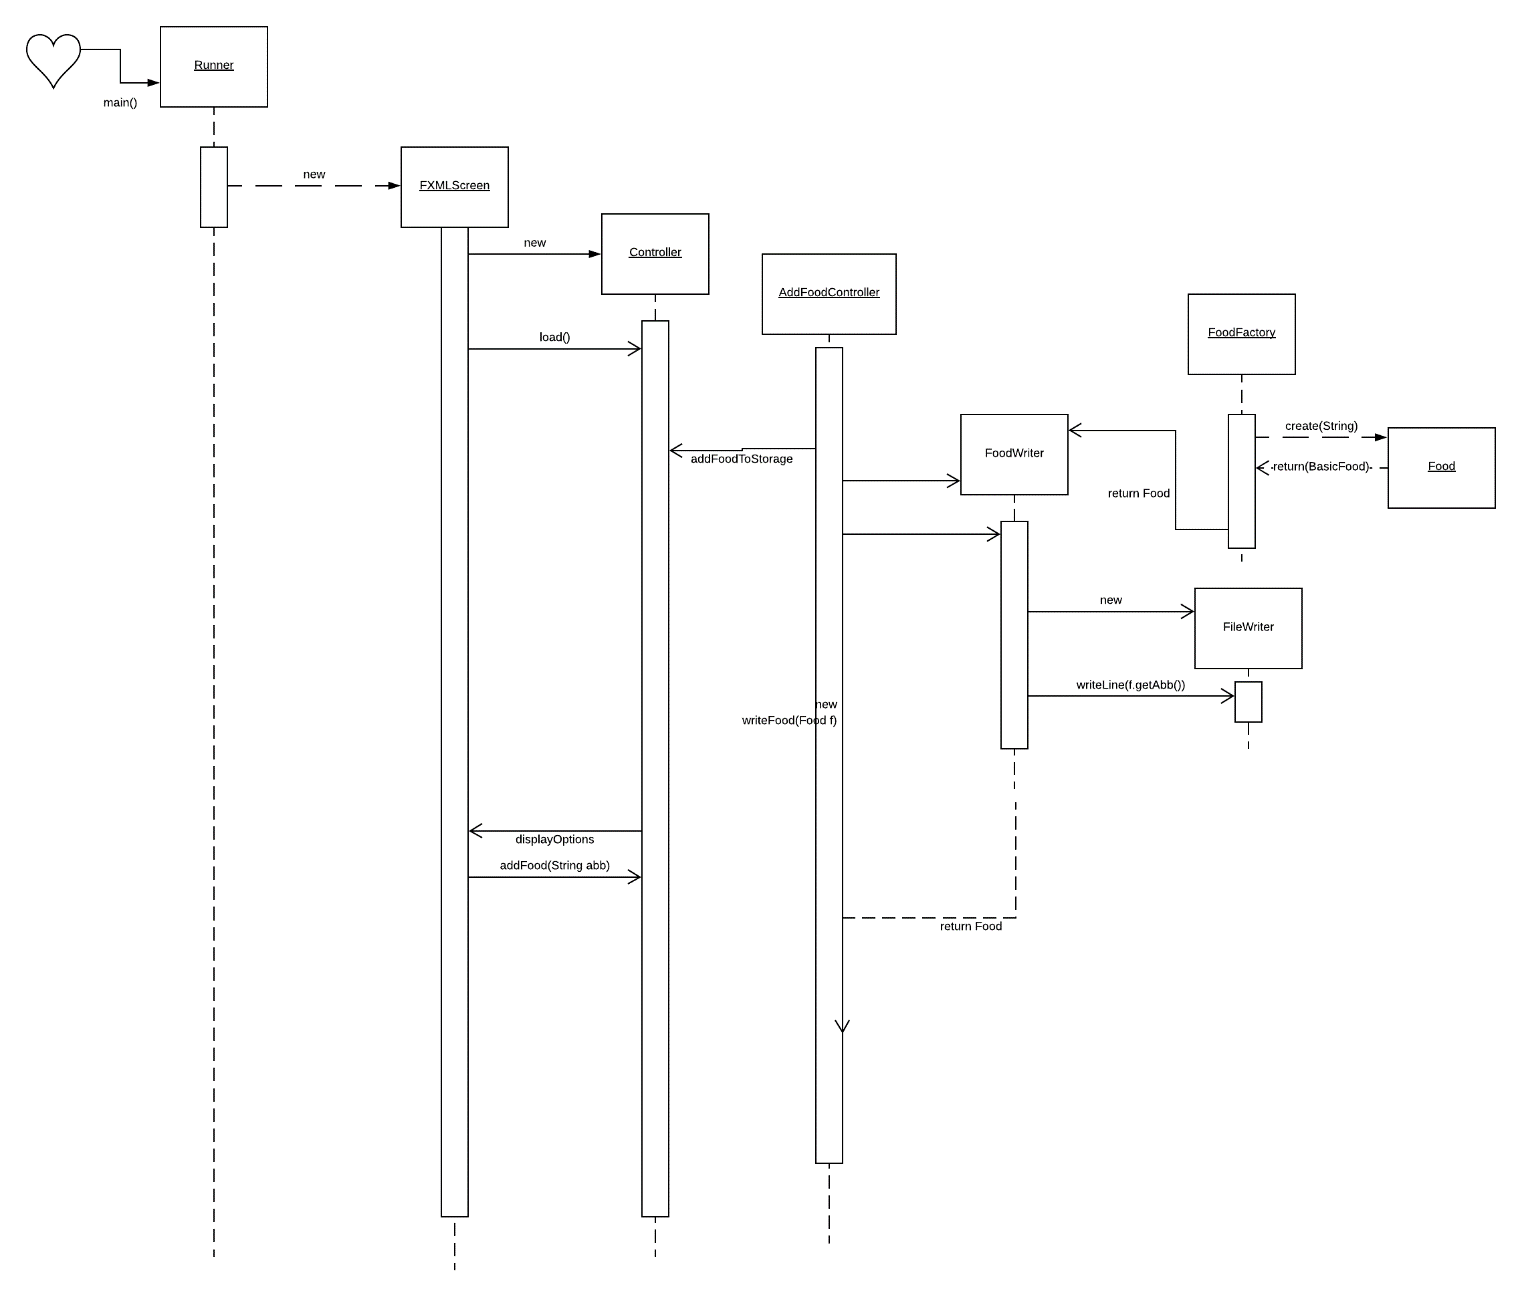 Runner
main()
new
FXMLScreen
new
Controller
AddFoodController
FoodFactory
load()
create(String)
addFoodToStorage
FoodWriter
return(BasicFood)
Food
return Food
new
FileWriter
writeLine(f.getAbb())
new
writeFood(Food f)
displayOptions
addFood(String abb)
return Food